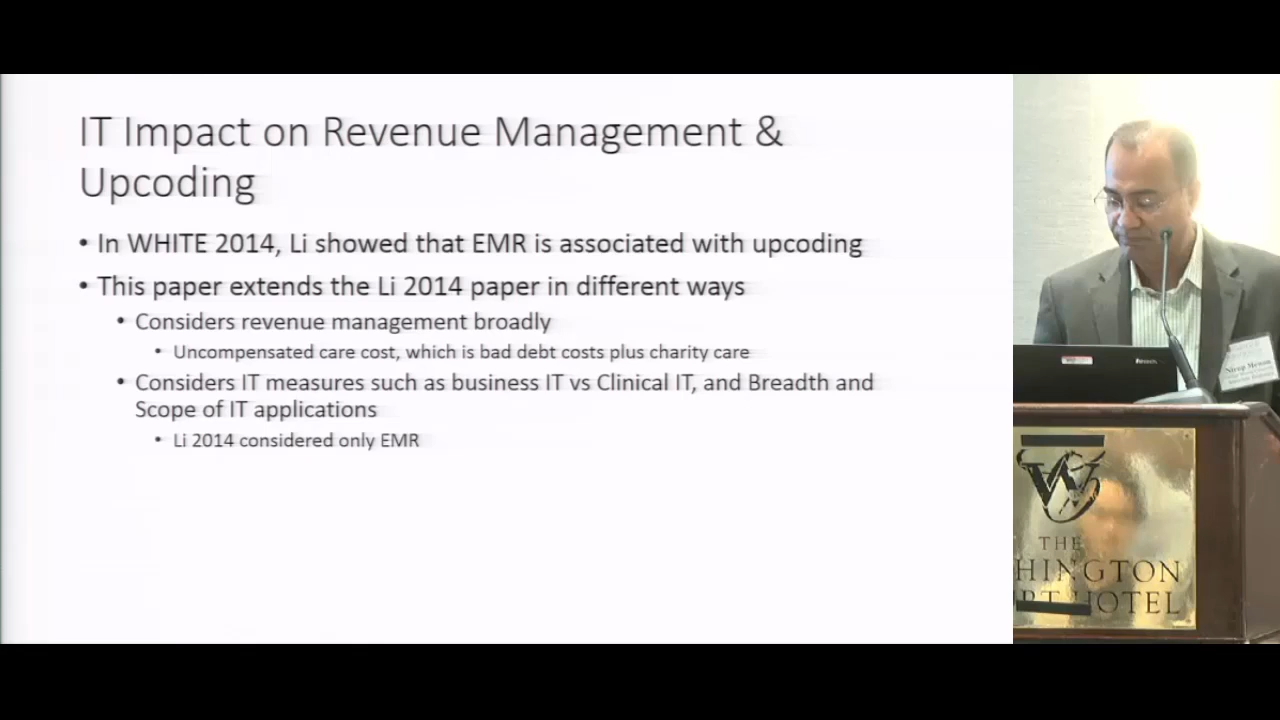 IT Impact on Revenue Management &
Upcoding
• In WHITE 2014, Li showed that EMR is associated with upcoding
• This paper extends the Li 2014 paper in different ways
• Considers revenue management broadly
• Uncompensated care cost, which is bad debt costs plus charity care
• Considers IT measures such as business IT vs Clinical IT, and Breadth and
Scope of IT applications
• Li 2014 considered only EMR
Nirup Menon
W
THE
HINGTON
HOTEL